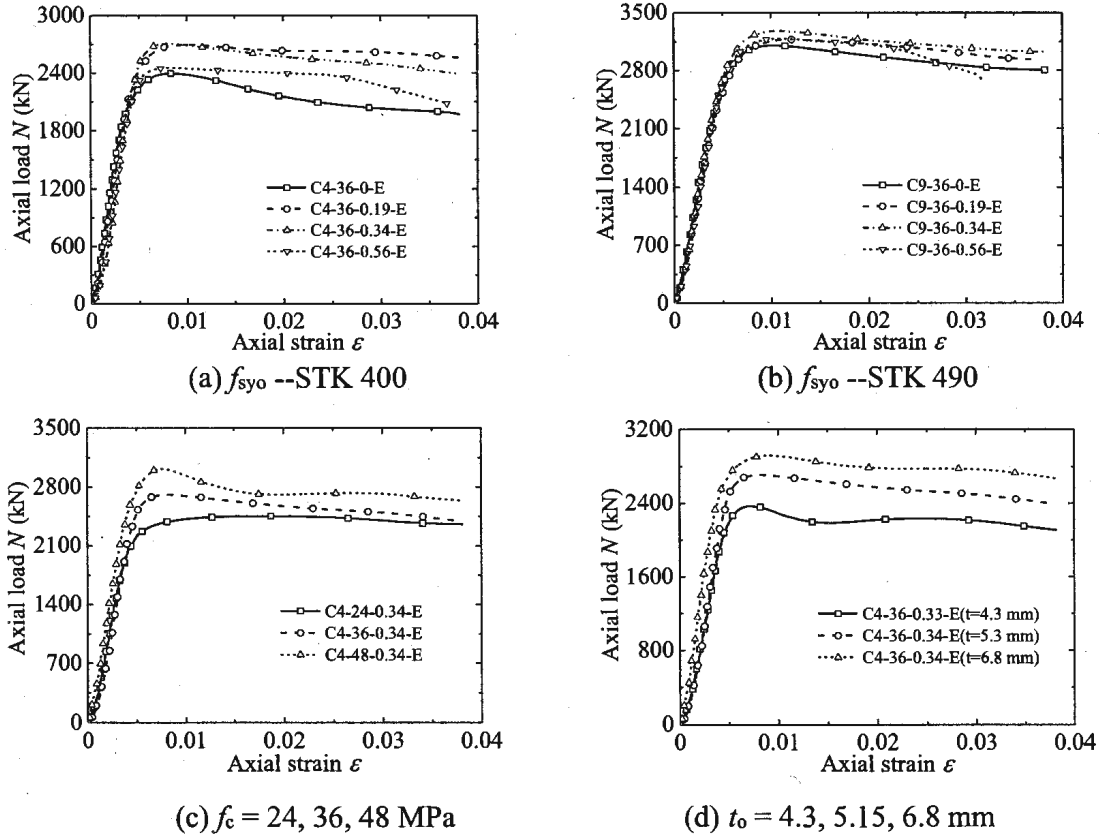 4000
3200
2400
1800
1200
600
0
Axial load N (kN)
C4-36-0-E
C4-36-0.19-E
C4-36-0.34-E
C4-36-0.56-E
0 0.01 0.02 0.03 0.04
Axial strain ε
(a) fsyo --STK 400
3500
2800
3100
1400
700
0
Axial load N (kN)
C9-36-0-E
C9-36-0.19-E
C9-36-0.34-E
C9-36-0.56-E
0 0.01 0.02 0.03 0.04
Axial strain ε
(b) fsyo --STK 490
3500
2800
2100
1400
700
0
Axial load N (kN)
C4-24-0.34-E
C4-36-0.34-E
C4-48-0.34-E
0 0.01 0.02 0.03 0.04
Axial strain ε
(c) fc = 24, 36, 48 MPa
3200
2400
1600
800
0
Axial load N (kN)
C4-36-0.33-E(t=4.3 mm)
C4-36-0.34-E(t=5.3 mm)
C4-36-0.34-E(t=6.8 mm)
0 0.01 0.02 0.03 0.04
Axial strain ε
(d) to = 4.3, 5.15, 6.8 mm